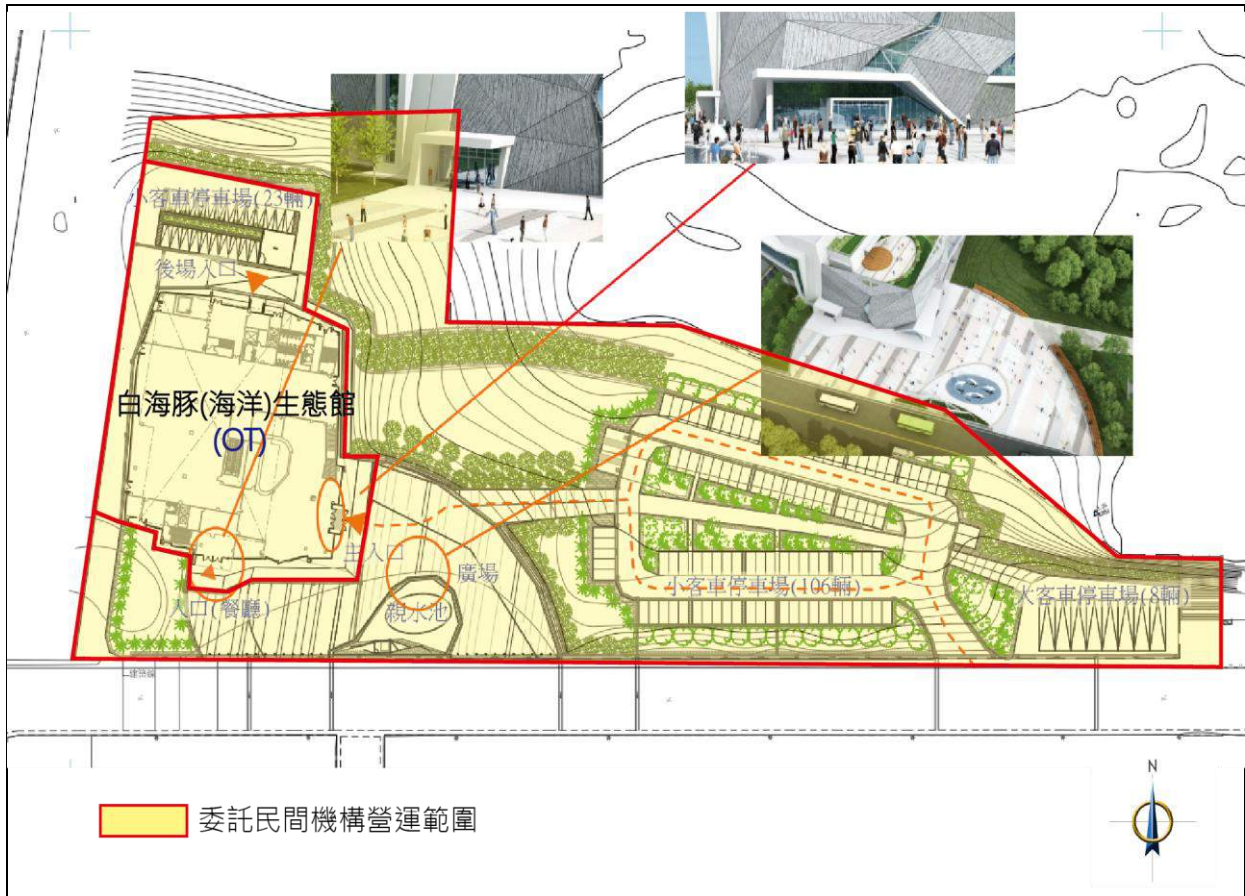 小客車停車場(23輛)
後場入口
白海豚(海洋)生態館
(OT)
主入口
廣場
入口(餐廳)
親水池
小客車停車場(106輛)
大客車停車場(8輛)
建築線
N
委託民間機構營運範圍